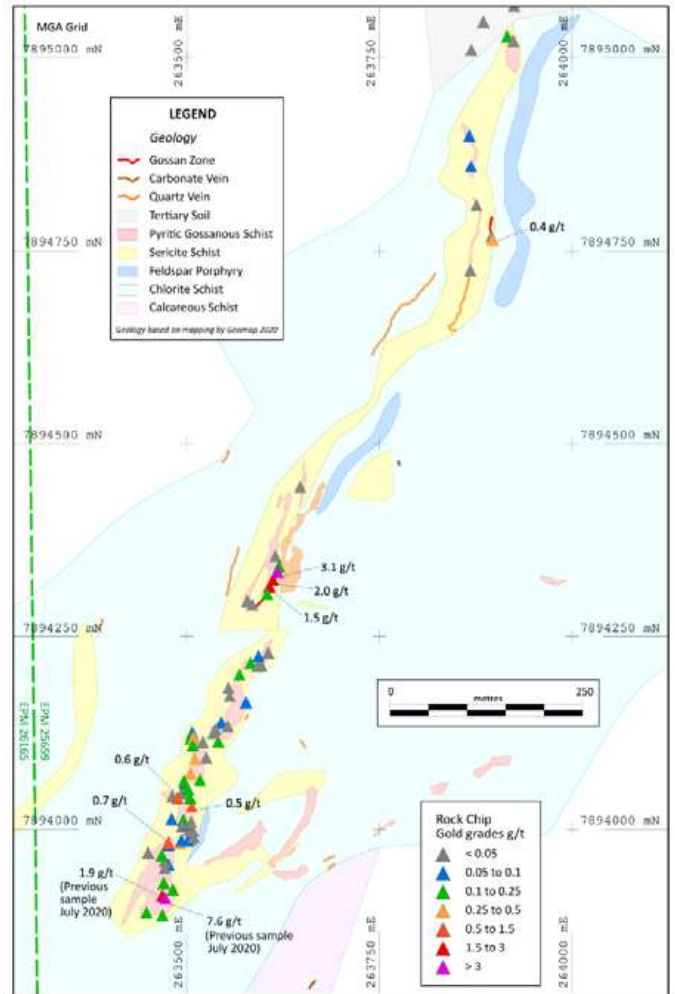 MGA Grid
263500 mE
263750 mE
264000 mE
7895000 mN
7895000 mN
LEGEND
Geology
Gossan Zone
Carbonate Vein
Quartz Vein
Tertiary Soil
Pyritic Gossanous Schist
Sericite Schist
Feldspar Porphyry
Chlorite Schist
Calcareous Schist
Geology based on mapping by Geomap 2020
0.4 g/t
7894750 mN
7894750 mN
7894500 mN
7894500 mN
3.1 g/t
2.0 g/t
1.5 g/t
7894250 mN
7894250 mN
0 250
metres
EPM 26165
EPM 25659
0.6 g/t
0.5 g/t
0.7 g/t
7894000 mN
7894000 mN
1.9 g/t
(Previous
sample
July 2020)
7.6 g/t
(Previous sample
July 2020)
Rock Chip
Gold grades g/t
< 0.05
0.05 to 0.1
0.1 to 0.25
0.25 to 0.5
0.5 to 1.5
1.5 to 3
> 3
263500 mE
263750 mE
264000 mE